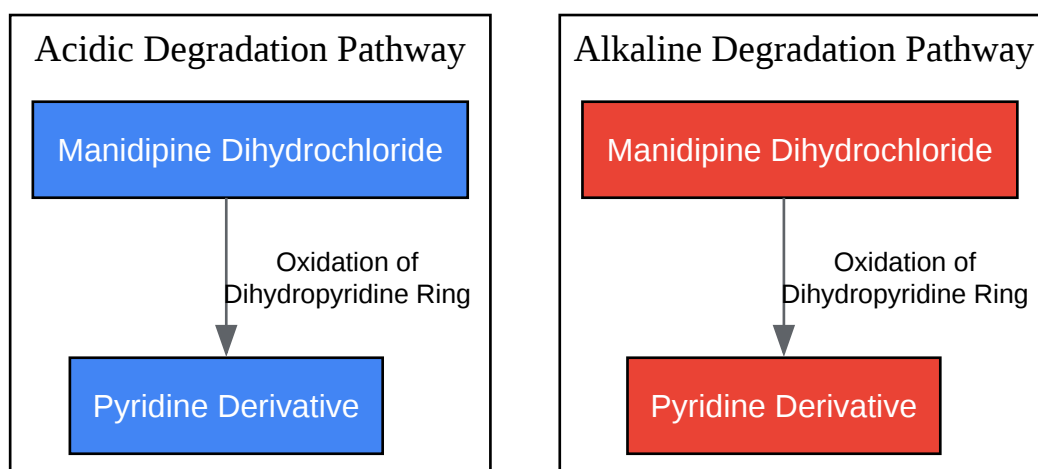 Acidic Degradation Pathway
Manidipine Dihydrochloride
Oxidation of
Dihydropyridine Ring
Pyridine Derivative
Alkaline Degradation Pathway
Manidipine Dihydrochloride
Oxidation of
Dihydropyridine Ring
Pyridine Derivative